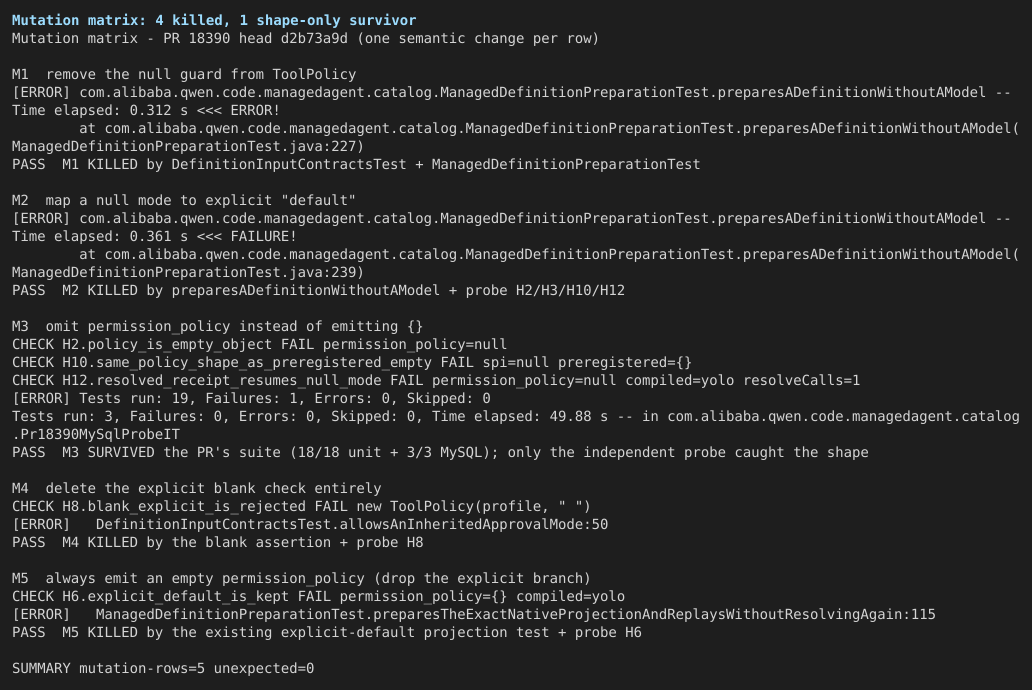 Mutation matrix: 4 killed, 1 shape-only survivor
Mutation matrix - PR 18390 head d2b73a9d (one semantic change per row)
M1  remove the null guard from ToolPolicy
[ERROR] com.alibaba.qwen.code.managedagent.catalog.ManagedDefinitionPreparationTest.preparesADefinitionWithoutAModel --
Time elapsed: 0.312 s <<< ERROR!
        at com.alibaba.qwen.code.managedagent.catalog.ManagedDefinitionPreparationTest.preparesADefinitionWithoutAModel(
ManagedDefinitionPreparationTest.java:227)
PASS  M1 KILLED by DefinitionInputContractsTest + ManagedDefinitionPreparationTest
M2  map a null mode to explicit "default"
[ERROR] com.alibaba.qwen.code.managedagent.catalog.ManagedDefinitionPreparationTest.preparesADefinitionWithoutAModel --
Time elapsed: 0.361 s <<< FAILURE!
        at com.alibaba.qwen.code.managedagent.catalog.ManagedDefinitionPreparationTest.preparesADefinitionWithoutAModel(
ManagedDefinitionPreparationTest.java:239)
PASS  M2 KILLED by preparesADefinitionWithoutAModel + probe H2/H3/H10/H12
M3  omit permission_policy instead of emitting {}
CHECK H2.policy_is_empty_object FAIL permission_policy=null
CHECK H10.same_policy_shape_as_preregistered_empty FAIL spi=null preregistered={}
CHECK H12.resolved_receipt_resumes_null_mode FAIL permission_policy=null compiled=yolo resolveCalls=1
[ERROR] Tests run: 19, Failures: 1, Errors: 0, Skipped: 0
Tests run: 3, Failures: 0, Errors: 0, Skipped: 0, Time elapsed: 49.88 s -- in com.alibaba.qwen.code.managedagent.catalog
.Pr18390MySqlProbeIT
PASS  M3 SURVIVED the PR's suite (18/18 unit + 3/3 MySQL); only the independent probe caught the shape
M4  delete the explicit blank check entirely
CHECK H8.blank_explicit_is_rejected FAIL new ToolPolicy(profile, " ")
[ERROR]   DefinitionInputContractsTest.allowsAnInheritedApprovalMode:50
PASS  M4 KILLED by the blank assertion + probe H8
M5  always emit an empty permission_policy (drop the explicit branch)
CHECK H6.explicit_default_is_kept FAIL permission_policy={} compiled=yolo
[ERROR]   ManagedDefinitionPreparationTest.preparesTheExactNativeProjectionAndReplaysWithoutResolvingAgain:115
PASS  M5 KILLED by the existing explicit-default projection test + probe H6
SUMMARY mutation-rows=5 unexpected=0